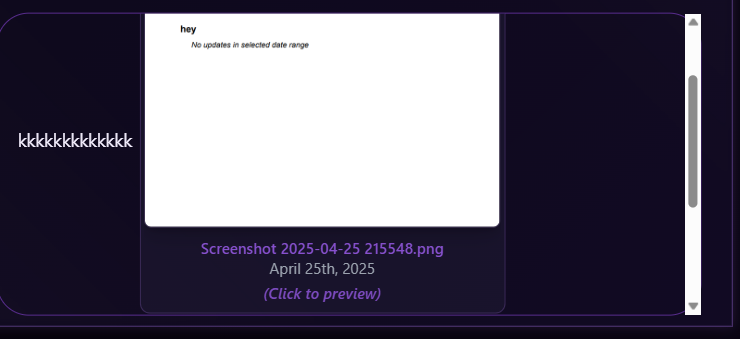 hey
No updates in selected date range
kkkkkkkkkkkkk
Screenshot 2025-04-25 215548.png
April 25th, 2025
(Click to preview)